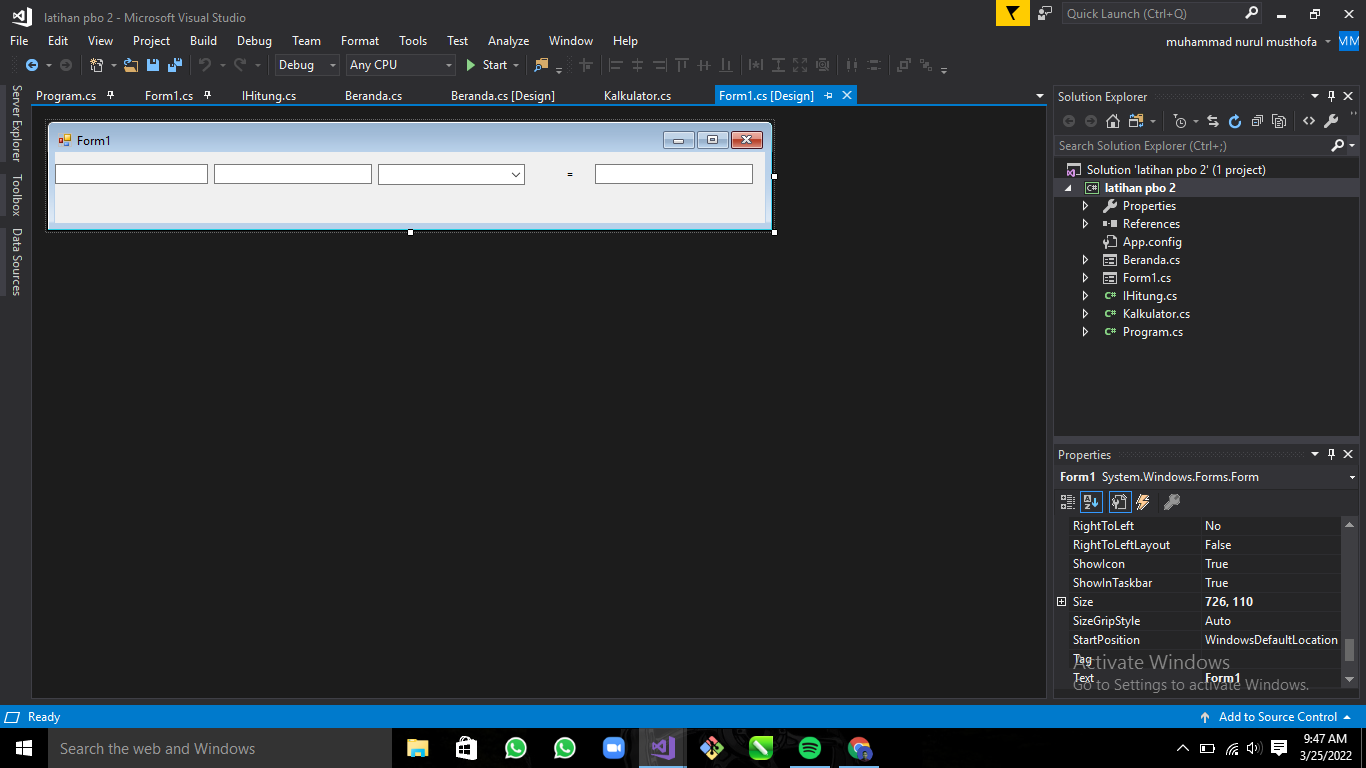 latihan pbo 2 - Microsoft Visual Studio
Quick Launch (Ctrl+Q)
File Edit View Project Build Debug Team Format Tools Test Analyze Window Help
muhammad nurul musthofa MM
Debug Any CPU Start
Server Explorer
Toolbox
Data Sources
Program.cs Form1.cs IHitung.cs Beranda.cs Beranda.cs [Design] Kalkulator.cs Form1.cs [Design]
Form1
=
Solution Explorer
Search Solution Explorer (Ctrl+;)
Solution 'latihan pbo 2' (1 project)
C# latihan pbo 2
Properties
References
App.config
Beranda.cs
Form1.cs
C# IHitung.cs
C# Kalkulator.cs
C# Program.cs
Properties
Form1 System.Windows.Forms.Form
RightToLeft No
RightToLeftLayout False
ShowIcon True
ShowInTaskbar True
Size 726, 110
SizeGripStyle Auto
StartPosition WindowsDefaultLocation
Tag
Text Form1
Activate Windows
Go to Settings to activate Windows.
Ready
Add to Source Control
Search the web and Windows
9:47 AM
3/25/2022